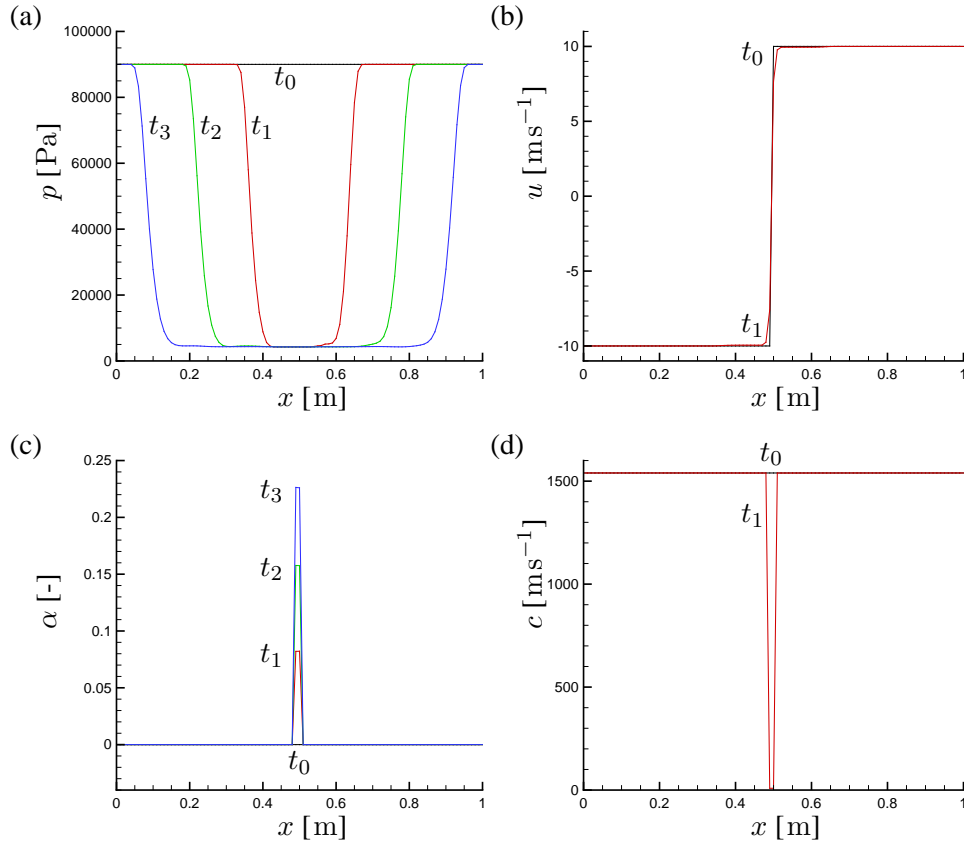 (a)
100000
80000
60000
40000
20000
0
p [Pa]
t₀
t₃
t₂
t₁
0 0.2 0.4 0.6 0.8 1
x [m]
(b)
10
5
0
-5
-10
u [ms⁻¹]
t₀
t₁
0 0.2 0.4 0.6 0.8 1
x [m]
(c)
0.25
0.2
0.15
0.1
0.05
0
α [-]
t₃
t₂
t₁
t₀
0 0.2 0.4 0.6 0.8 1
x [m]
(d)
1500
1000
500
0
c [ms⁻¹]
t₀
t₁
0 0.2 0.4 0.6 0.8 1
x [m]